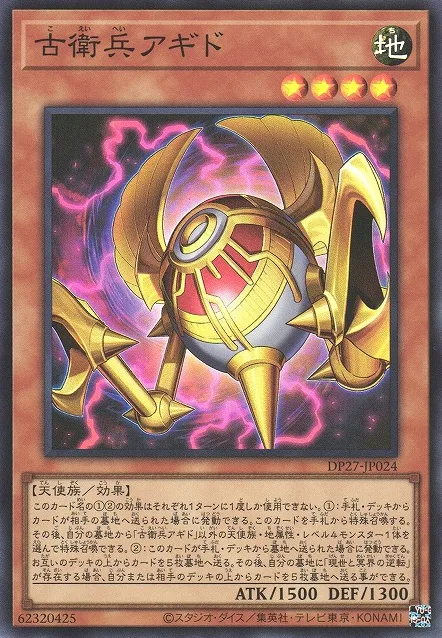 古衛兵アギド
地
DP27-JP024
【天使族／効果】
このカード名の①②の効果はそれぞれ1ターンに1度しか使用できない。①：手札・デッキから
カードが相手の墓地へ送られた場合に発動できる。このカードを手札から特殊召喚する。
その後、自分の墓地から「古衛兵アギド」以外の天使族・地属性・レベル４モンスター１体を
選んで特殊召喚できる。②：このカードが手札・デッキから墓地へ送られた場合に発動できる。
お互いのデッキの上からカードを５枚墓地へ送る。その後、自分の墓地に「現世と冥界の逆転」
が存在する場合、自分または相手のデッキの上からカードを５枚墓地へ送る事ができる。
ATK/1500 DEF/1300
62320425 ©スタジオ・ダイス／集英社・テレビ東京・KONAMI